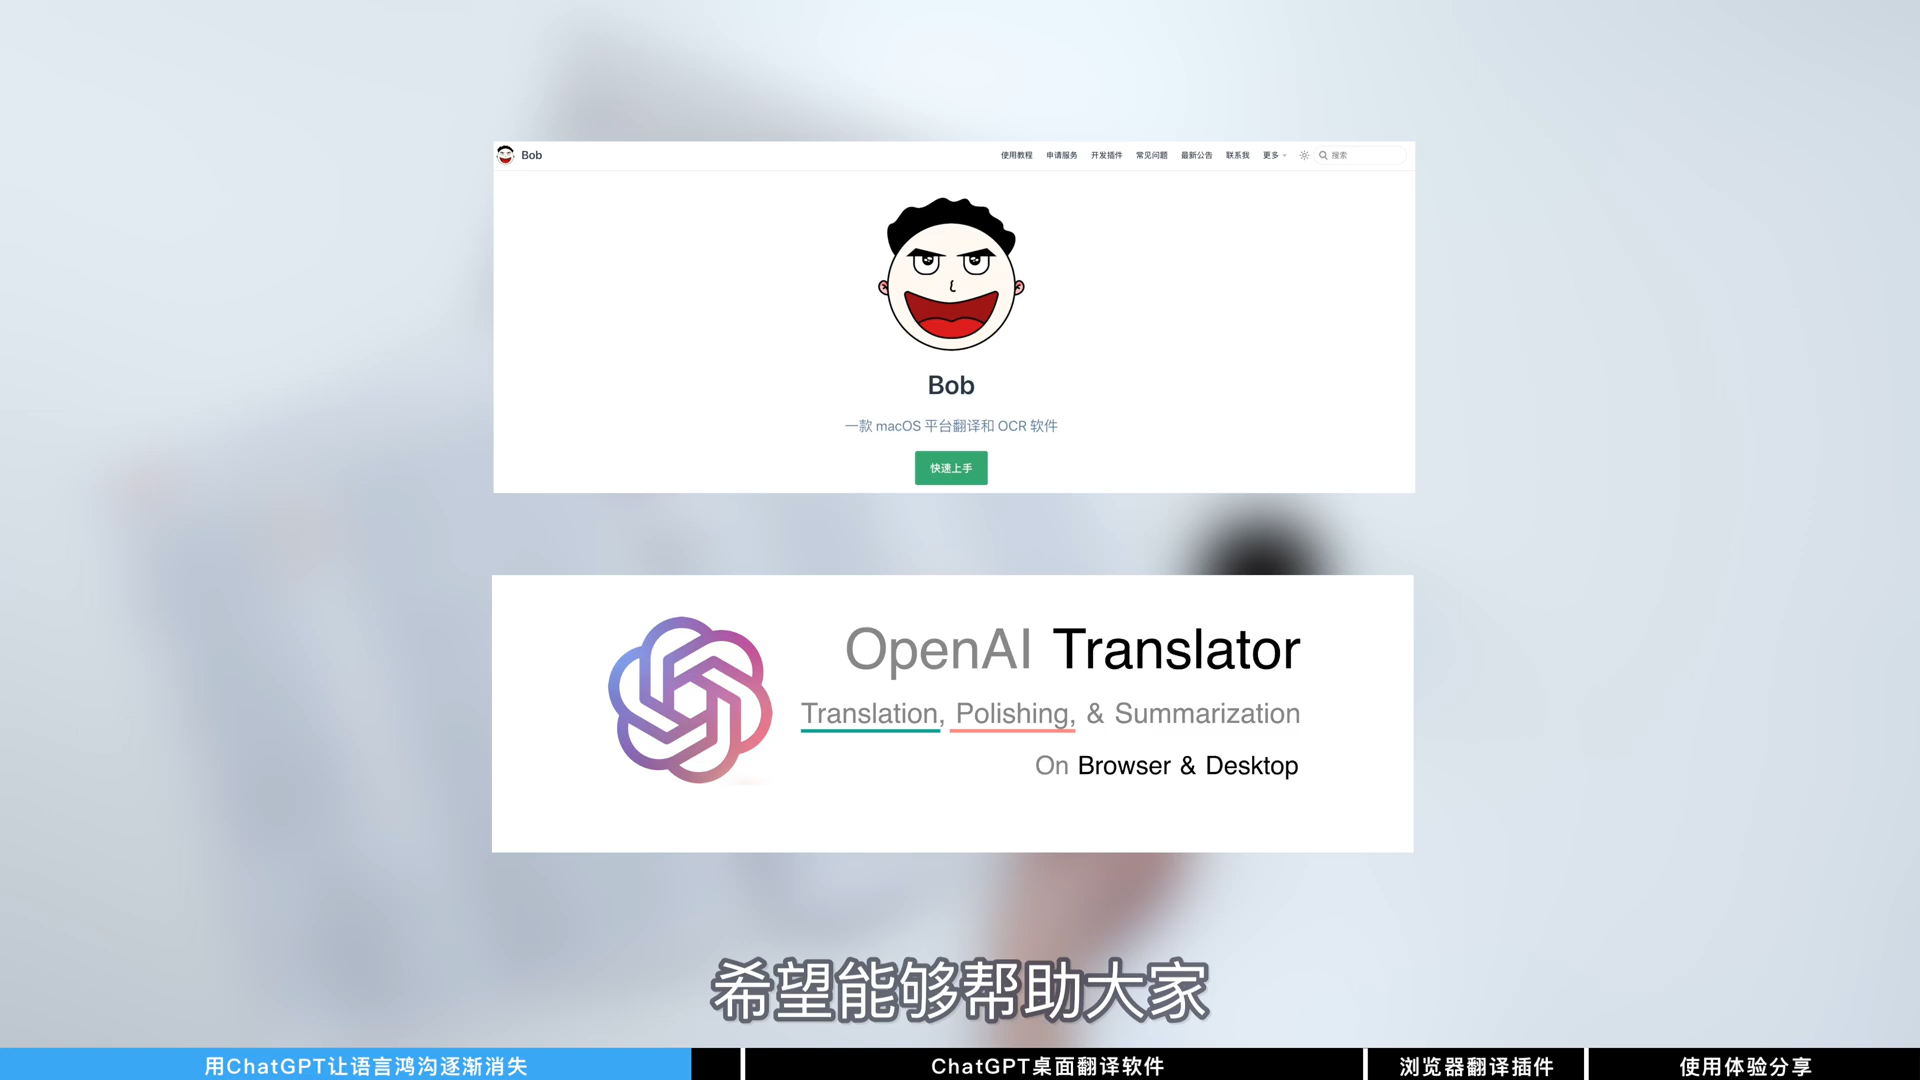 Bob 使用教程 申请服务 开发插件 常见问题 最新公告 联系我 更多 搜索
Bob
一款 macOS 平台翻译和 OCR 软件
快速上手
OpenAI Translator
Translation, Polishing, & Summarization
On Browser & Desktop
希望能够帮助大家
用ChatGPT让语言鸿沟逐渐消失 ChatGPT桌面翻译软件 浏览器翻译插件 使用体验分享